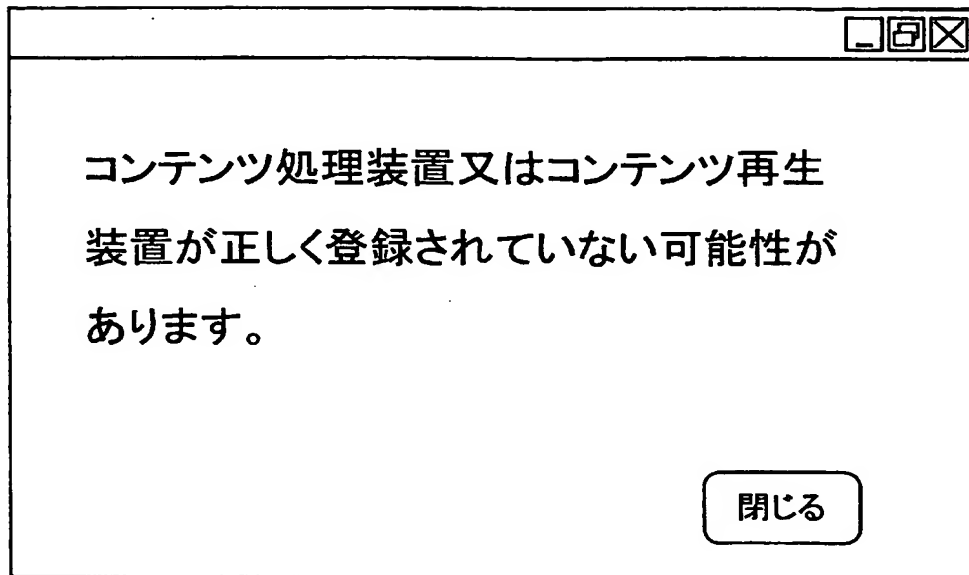 コンテンツ処理装置又はコンテンツ再生
装置が正しく登録されていない可能性が
あります。
閉じる